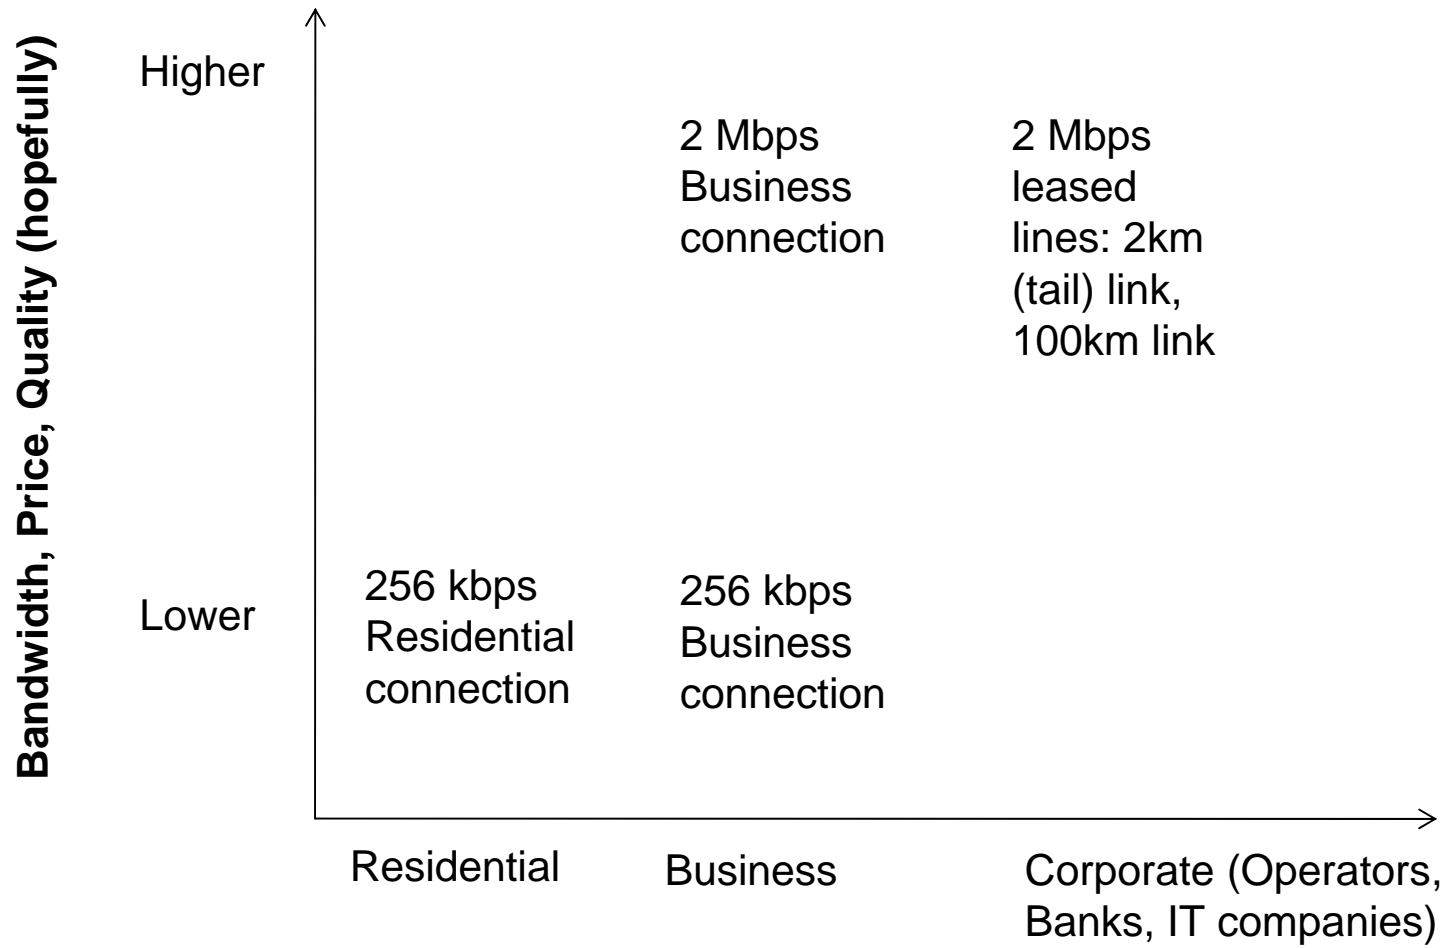 Bandwidth, Price, Quality (hopefully)
Higher
2 Mbps
Business
connection
2 Mbps
leased
lines: 2km
(tail) link,
100km link
Lower
256 kbps
Residential
connection
256 kbps
Business
connection
Residential
Business
Corporate (Operators,
Banks, IT companies)